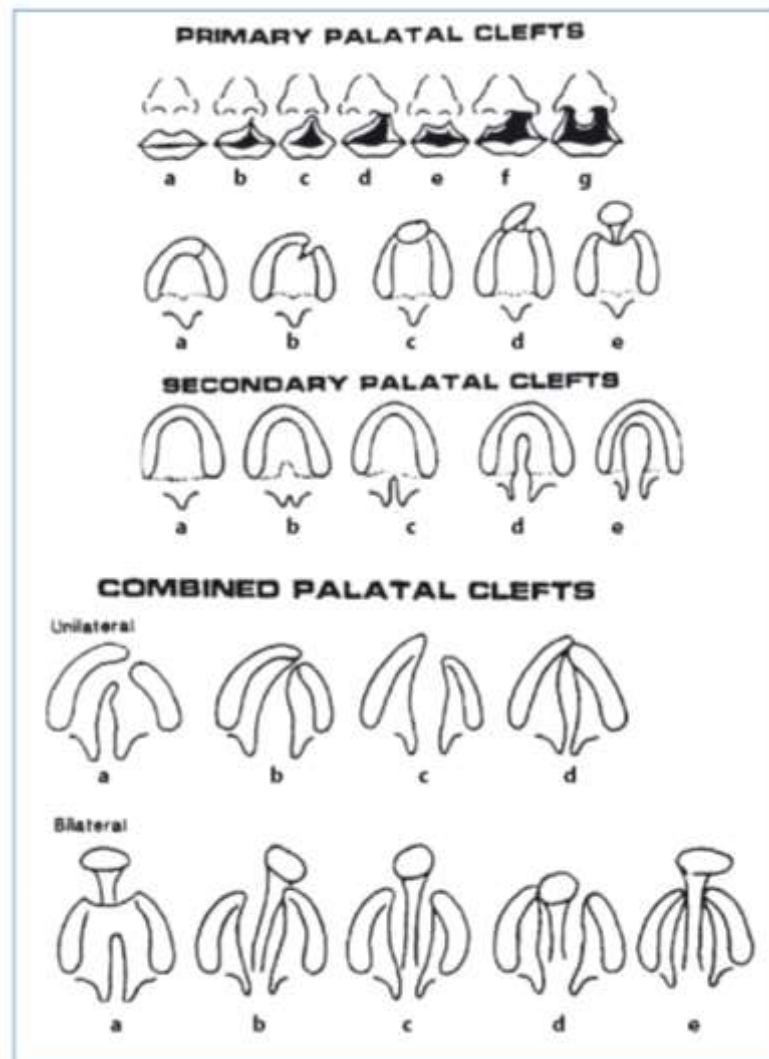 PRIMARY PALATAL CLEFTS
a b c d e f g
a b c d e
SECONDARY PALATAL CLEFTS
a b c d e
COMBINED PALATAL CLEFTS
Unilateral
a b c d
Bilateral
a b c d e